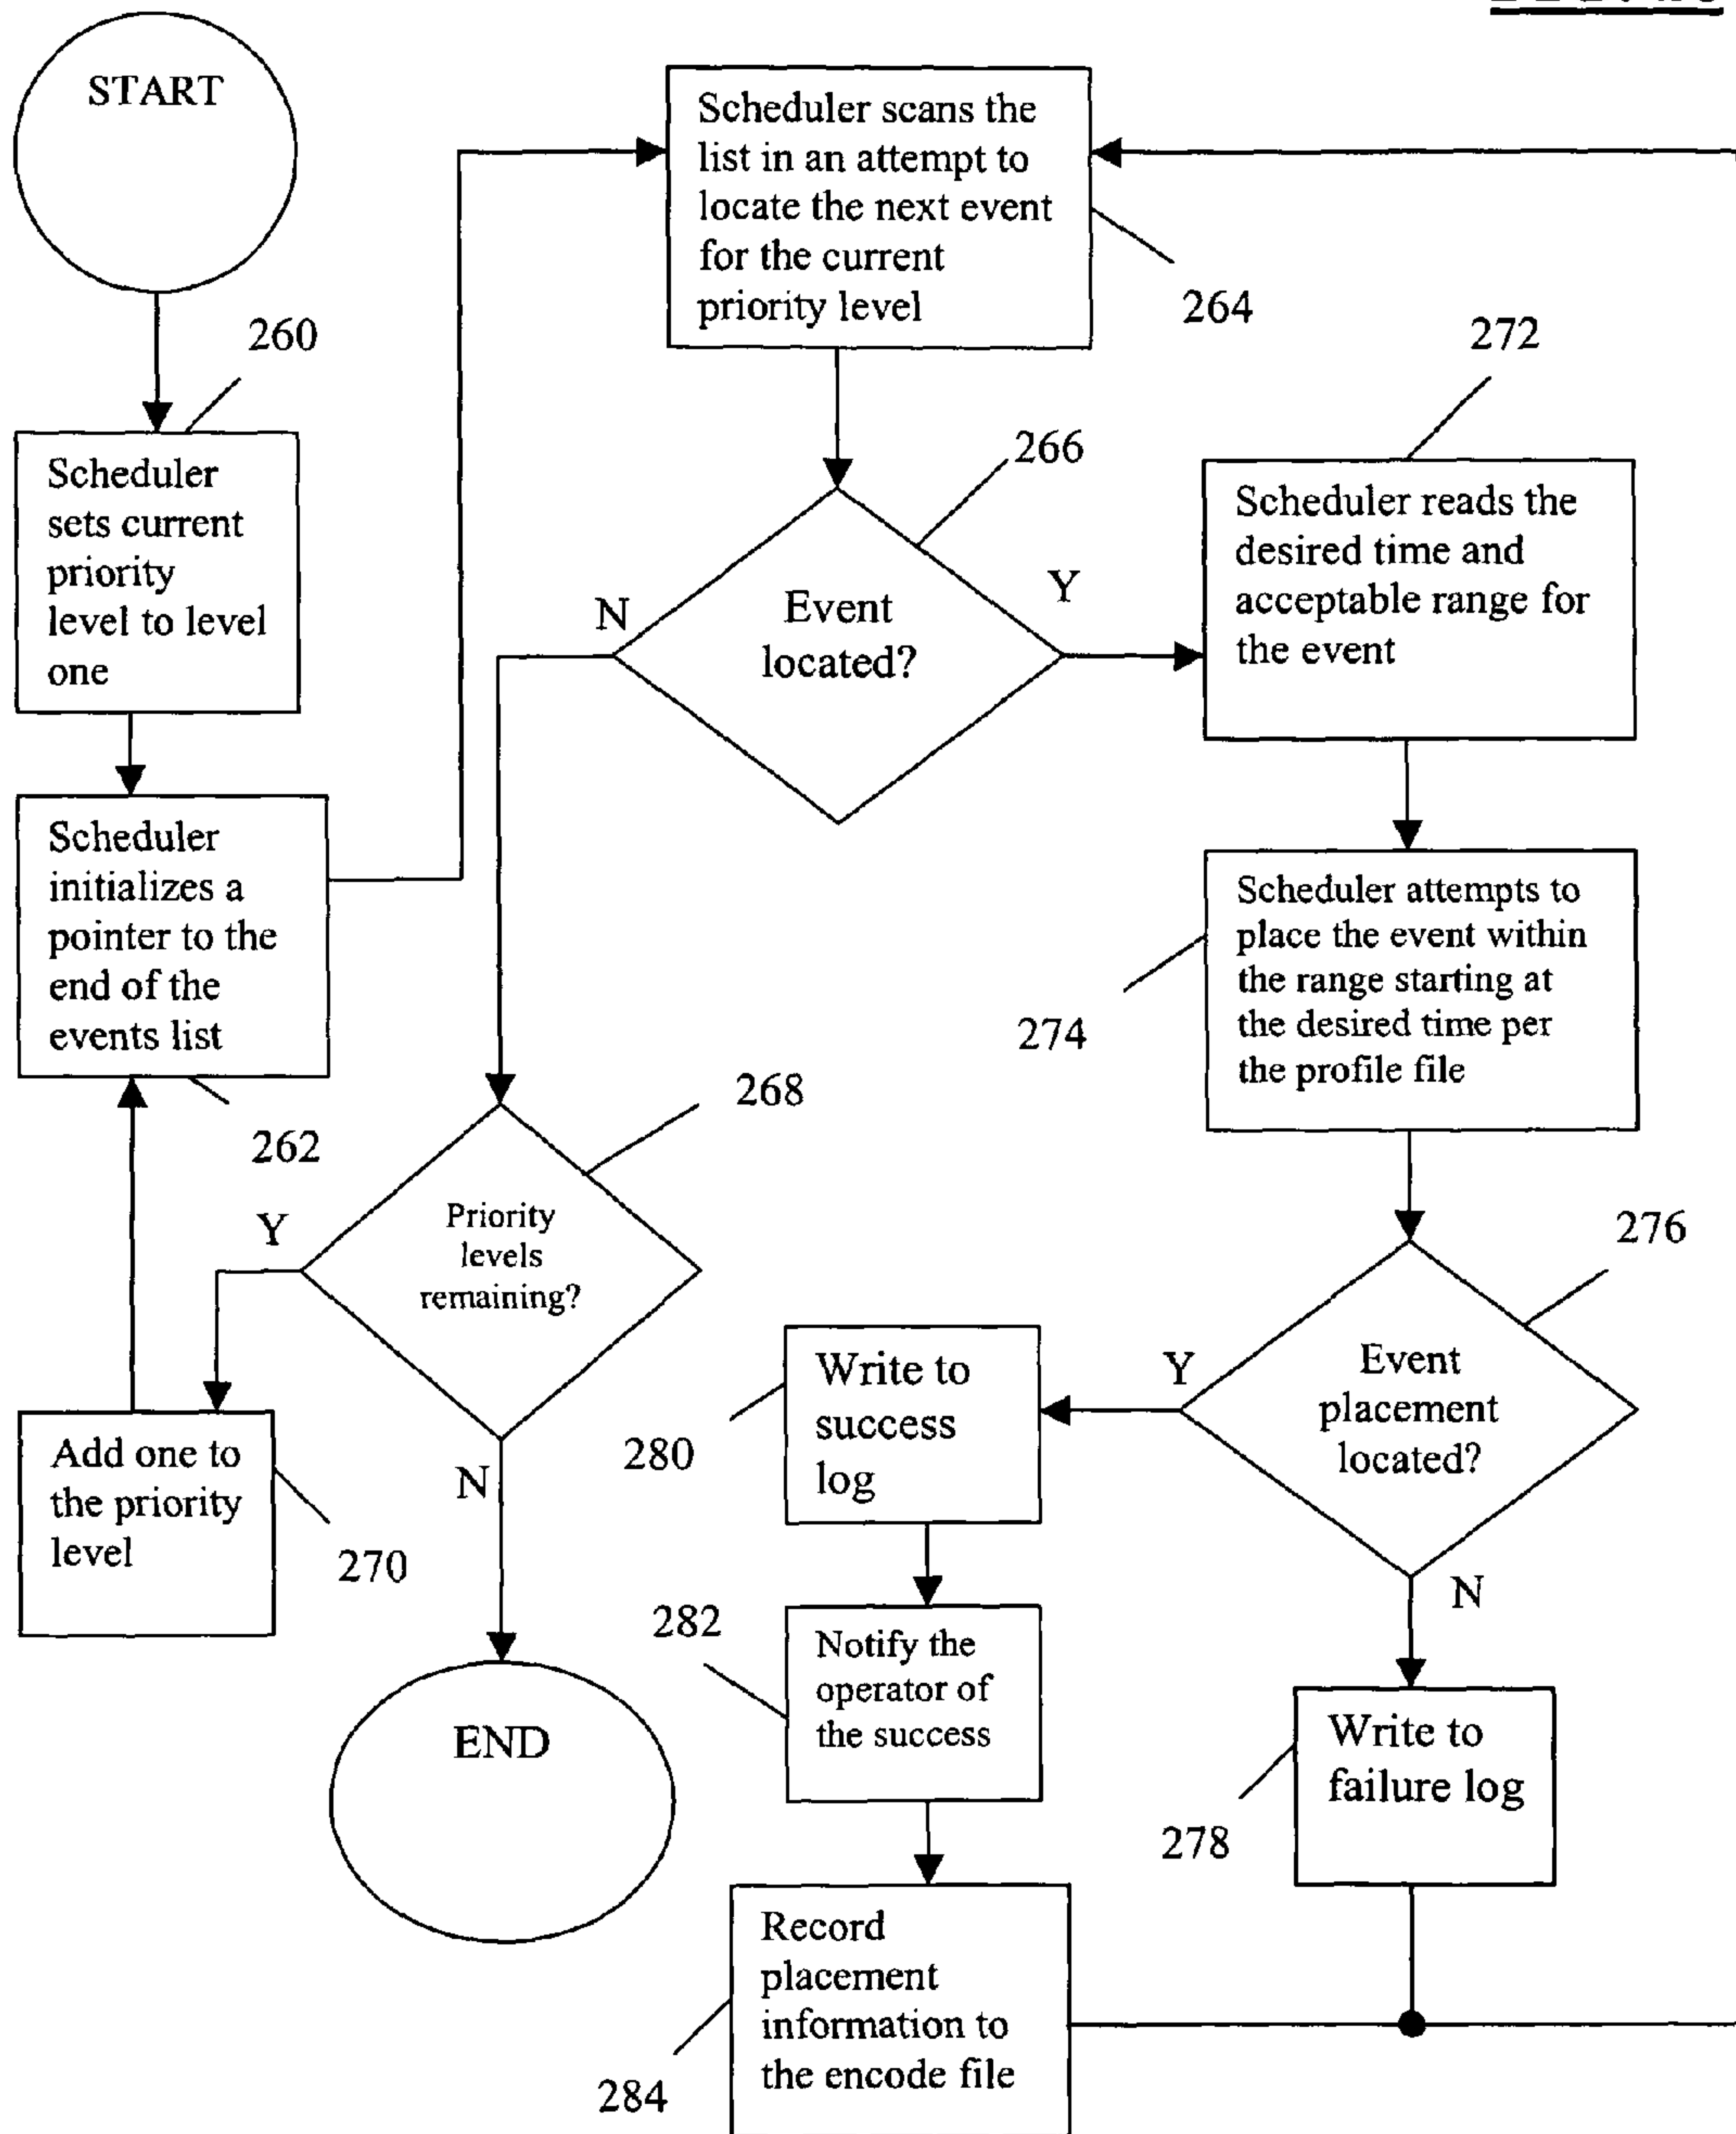 START
260
Scheduler
sets current
priority
level to level
one
Scheduler
initializes a
pointer to the
end of the
events list
262
Scheduler scans the
list in an attempt to
locate the next event
for the current
priority level
264
266
Event
located?
N
Y
272
Scheduler reads the
desired time and
acceptable range for
the event
Scheduler attempts to
place the event within
the range starting at
the desired time per
the profile file
274
268
Priority
levels
remaining?
Y
N
Add one to
the priority
level
270
END
276
Event
placement
located?
Y
N
Write to
success
log
280
282
Notify the
operator of
the success
Write to
failure log
278
Record
placement
information to
the encode file
284